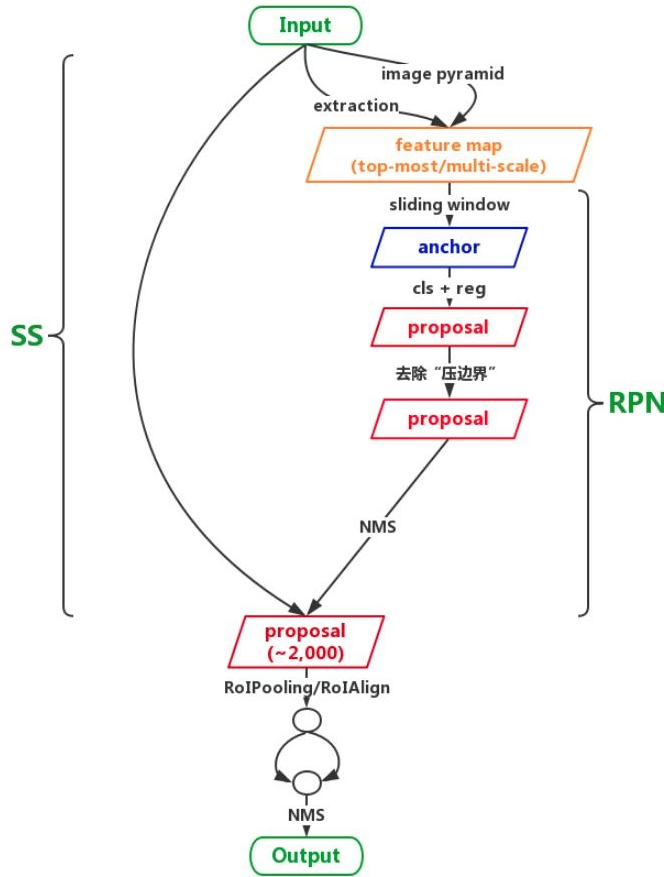 Input
image pyramid
extraction
feature map
(top-most/multi-scale)
sliding window
anchor
cls + reg
SS
proposal
去除“压边界”
RPN
proposal
NMS
proposal
(~2,000)
RoIPooling/RoIAlign
NMS
Output